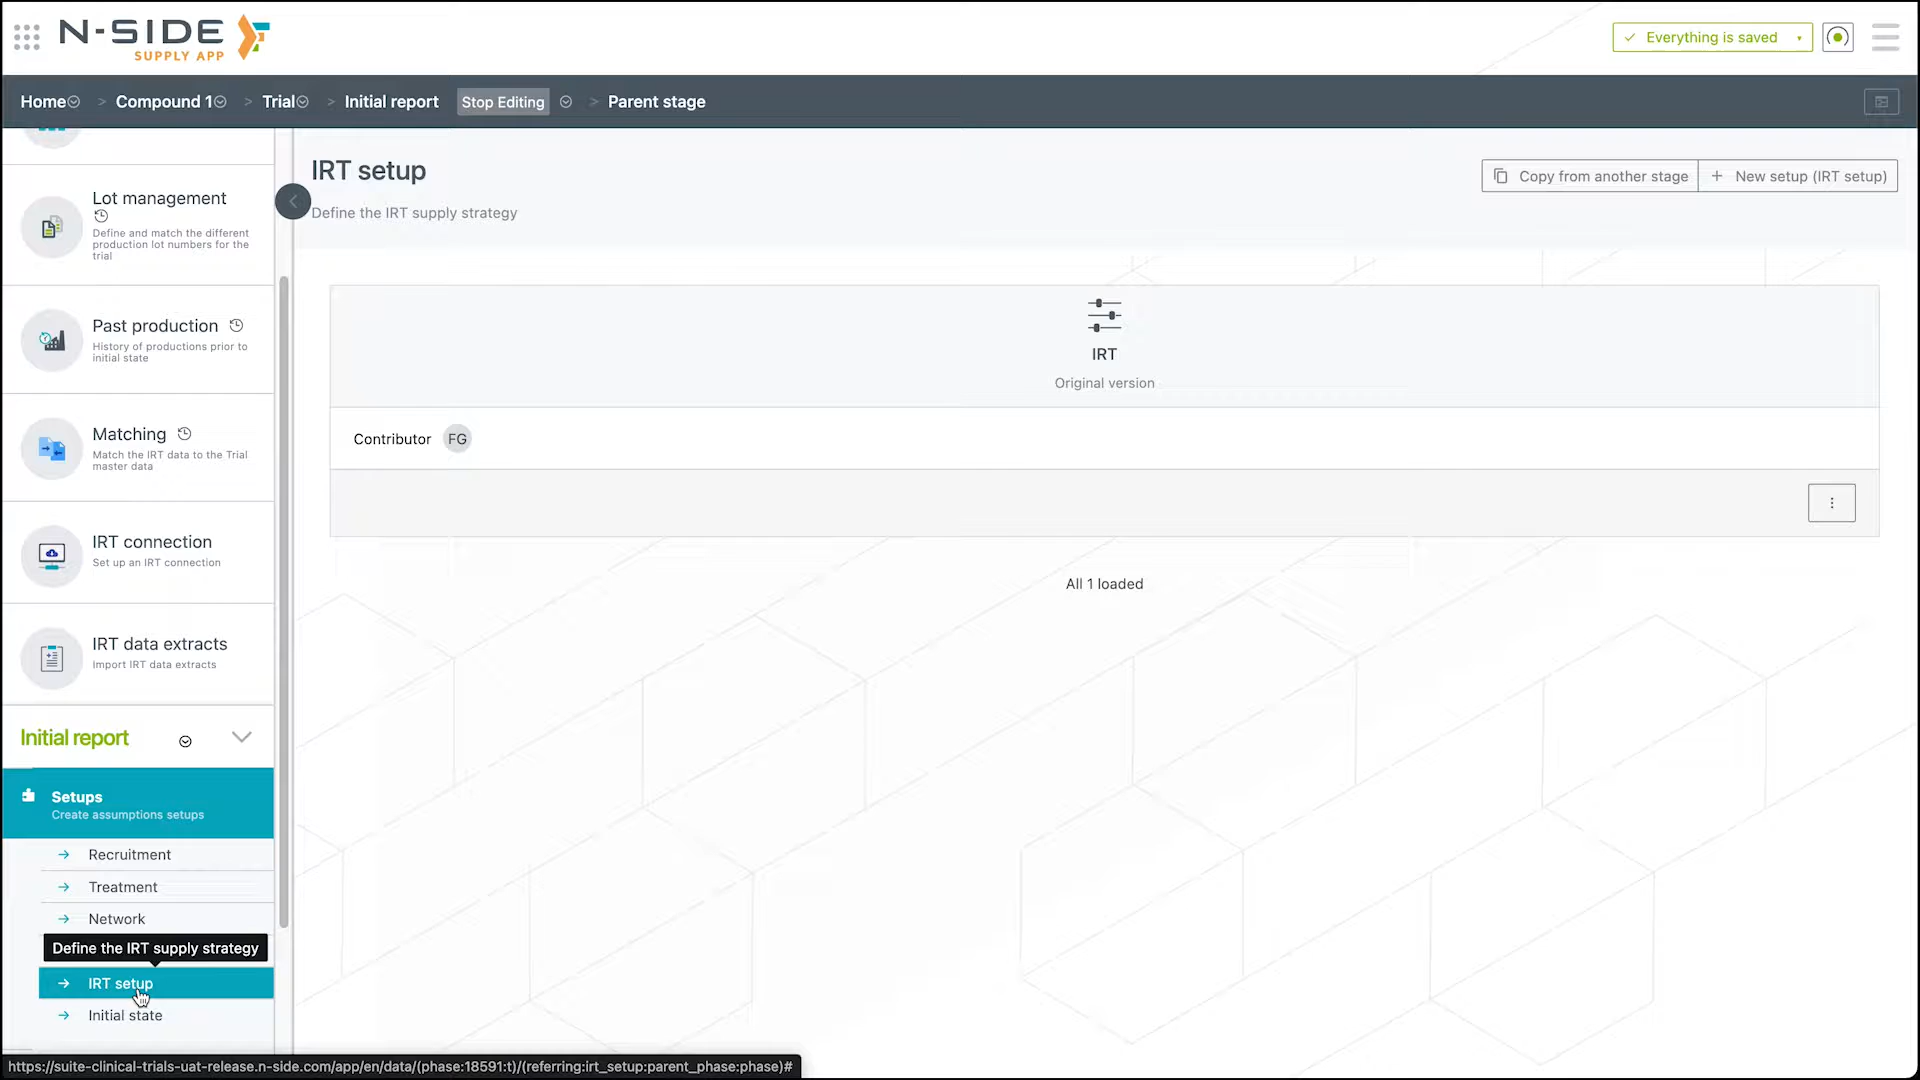 N-SIDE
SUPPLY APP
Everything is saved
Home > Compound 1 > Trial > Initial report Stop Editing > Parent stage
IRT setup
Define the IRT supply strategy
Copy from another stage
+ New setup (IRT setup)
Lot management
Define and match the different
production lot numbers for the
trial
Past production
History of productions prior to
initial state
Matching
Match the IRT data to the Trial
master data
IRT connection
Set up an IRT connection
IRT data extracts
Import IRT data extracts
Initial report
Setups
Create assumptions setups
Recruitment
Treatment
Network
Define the IRT supply strategy
IRT setup
Initial state
IRT
Original version
Contributor FG
All 1 loaded
https://suite-clinical-trials-uat-release.n-side.com/app/en/data/(phase:18591:t)/(referring:irt_setup:parent_phase:phase)#